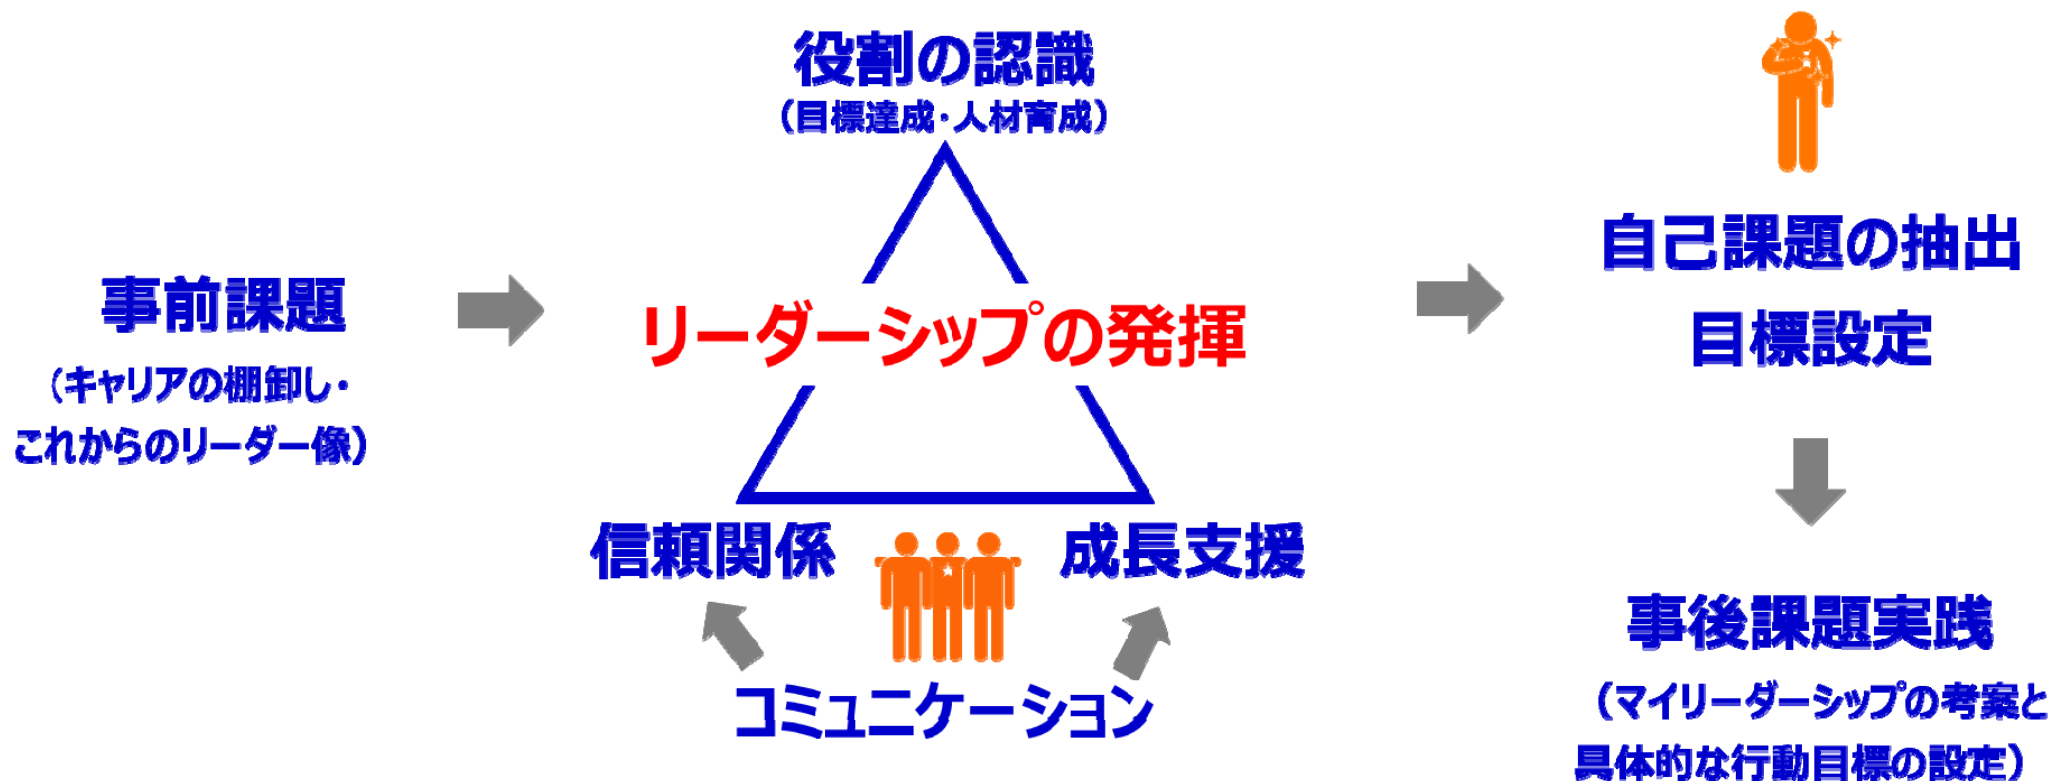 事前課題
（キャリアの棚卸し・
これからのリーダー像）
役割の認識
（目標達成・人材育成）
リーダーシップの発揮
信頼関係
成長支援
コミュニケーション
自己課題の抽出
目標設定
事後課題実践
（マイリーダーシップの考案と
具体的な行動目標の設定）